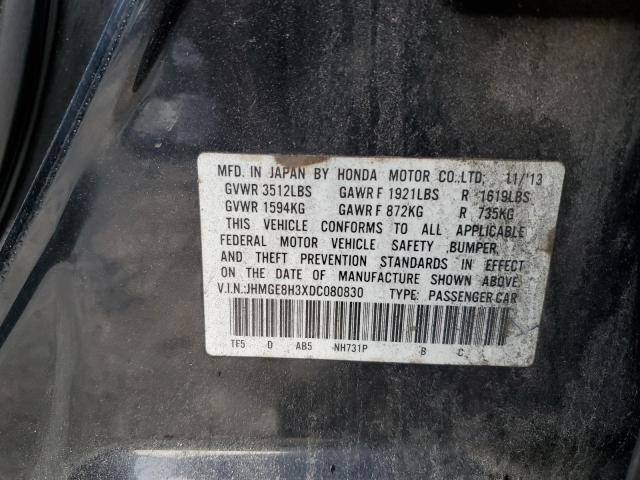 MFD. IN JAPAN BY HONDA MOTOR CO.,LTD. 11/'13
GVWR 3512LBS GAWR F 1921LBS R 1619LBS
GVWR 1594KG GAWR F 872KG R 735KG
THIS VEHICLE CONFORMS TO ALL APPLICABLE
FEDERAL MOTOR VEHICLE SAFETY ,BUMPER,
AND THEFT PREVENTION STANDARDS IN EFFECT
ON THE DATE OF MANUFACTURE SHOWN ABOVE.
V.I.N.:JHMGE8H3XDC080830 TYPE: PASSENGER CAR
TF5 D AB5 NH731P B C